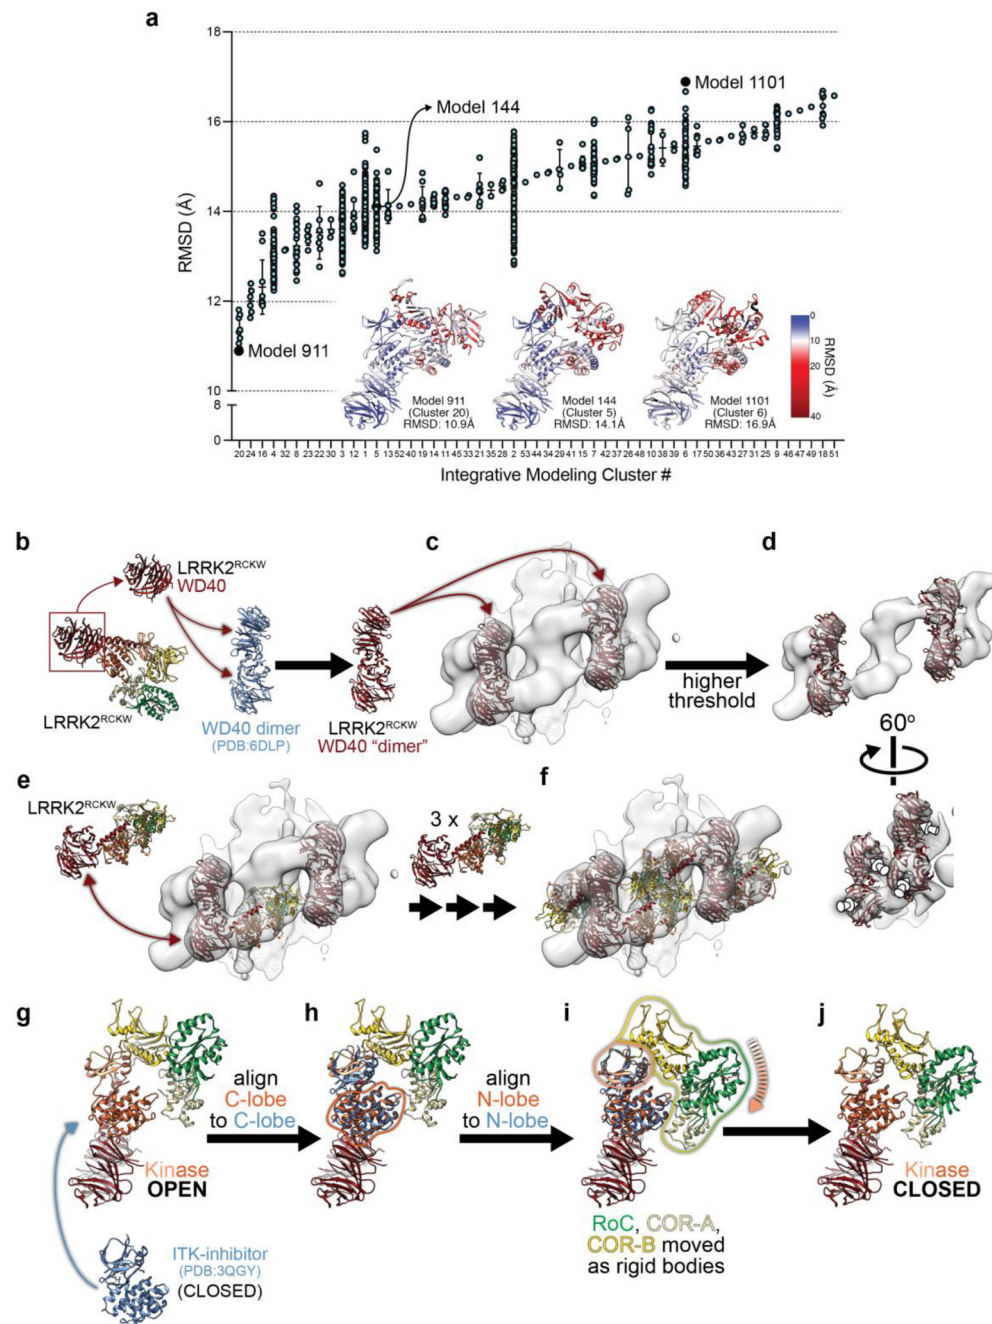 a
18
Model 1101
Model 144
16
14
RMSD (Å)
12
Model 911
10
8
0
0
10
20
30
40
RMSD (Å)
Model 911
(Cluster 20)
RMSD: 10.9Å
Model 144
(Cluster 5)
RMSD: 14.1Å
Model 1101
(Cluster 6)
RMSD: 16.9Å
20 24 16 4 32 8 23 22 30 3 12 1 5 13 52 40 19 14 11 45 33 21 35 28 2 53 44 34 29 41 15 7 42 37 26 48 10 38 39 6 17 50 36 43 27 31 25 9 46 47 49 18 51
Integrative Modeling Cluster #
b
LRRK2RCKW
WD40
LRRK2RCKW
WD40 dimer
(PDB:6DLP)
LRRK2RCKW
WD40 “dimer”
c
higher
threshold
d
60o
e
LRRK2RCKW
3 x
f
g
align
C-lobe
to C-lobe
Kinase
OPEN
ITK-inhibitor
(PDB:3QGY)
(CLOSED)
h
align
N-lobe
to N-lobe
i
RoC, COR-A,
COR-B moved
as rigid bodies
j
Kinase
CLOSED